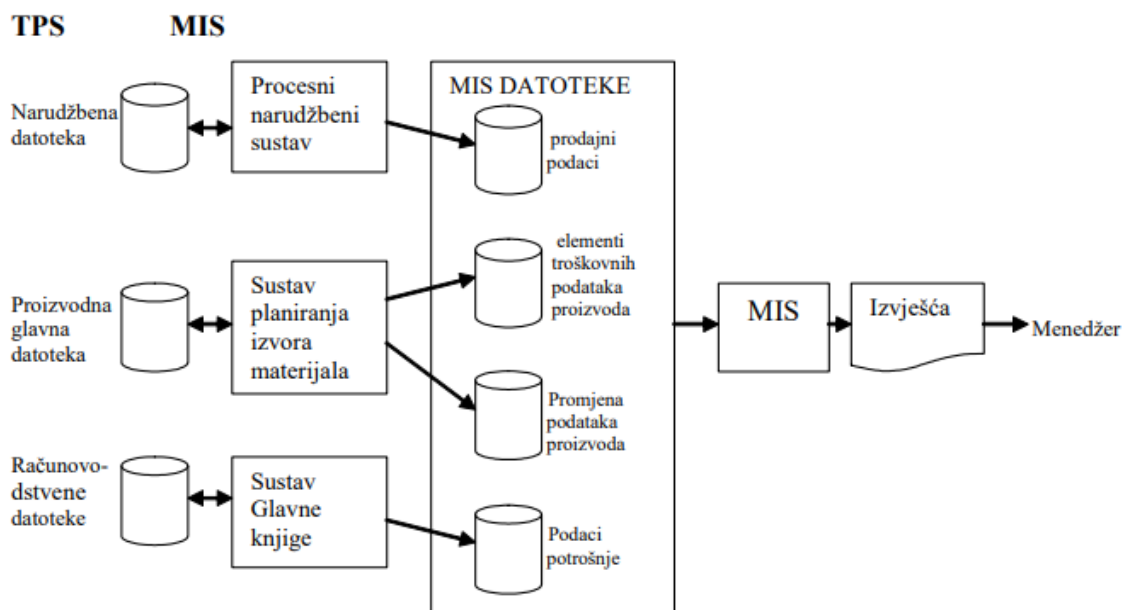 TPS MIS
Narudžbena
datoteka
Procesni
narudžbeni
sustav
MIS DATOTEKE
prodajni
podaci
Proizvodna
glavna
datoteka
Sustav
planiranja
izvora
materijala
elementi
troškovnih
podataka
proizvoda
Promjena
podataka
proizvoda
MIS
Izvješća
Menedžer
Računovo-
dstvene
datoteke
Sustav
Glavne
knjige
Podaci
potrošnje